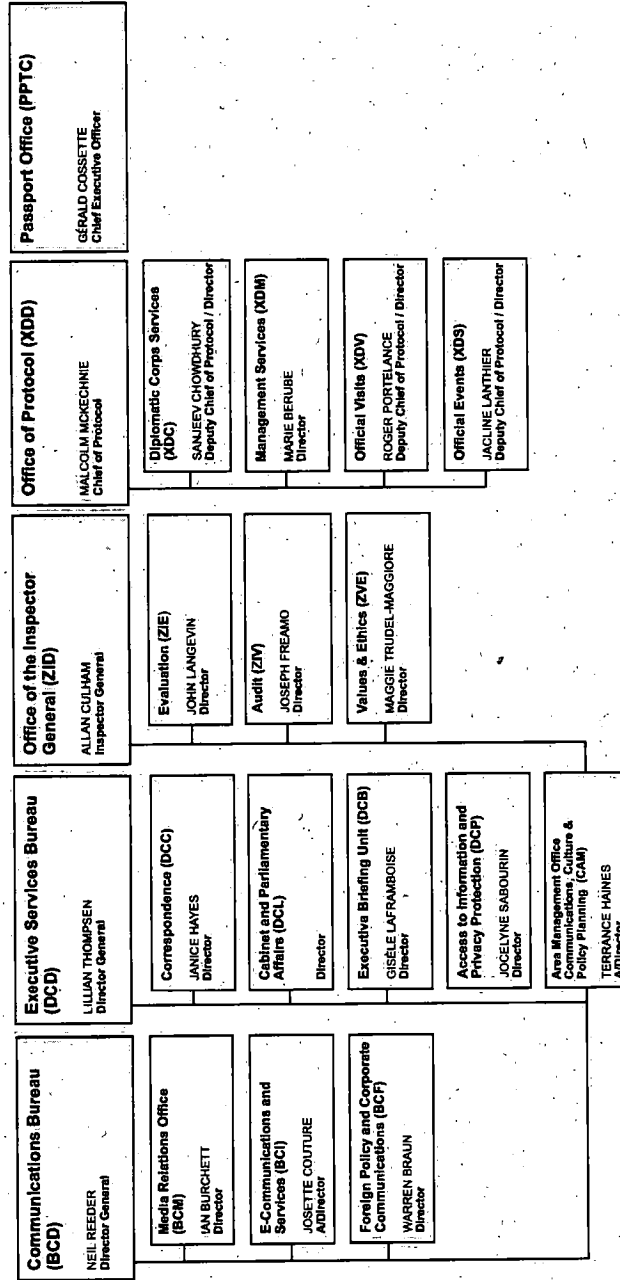 Communications Bureau
(BCD)
NEIL REEDER
Director General
Media Relations Office
(BCM)
IAN BURCHETT
Director
E-Communications and
Services (BCI)
JOSETTE COUTURE
A/Director
Foreign Policy and Corporate
Communications (BCF)
WARREN BRAUN
Director
Executive Services Bureau
(DCD)
LILLIAN THOMPSEN
Director General
Correspondence (DCC)
JANICE HAYES
Director
Cabinet and Parliamentary
Affairs (DCL)
Director
Executive Briefing Unit (DCB)
GISÈLE LAFRAMBOISE
Director
Access to Information and
Privacy Protection (DCP)
JOCELYNE SABOURIN
Director
Area Management Office
Communications, Culture &
Policy Planning (CAM)
TERRANCE HAINES
A/Director
Office of the Inspector
General (ZID)
ALLAN CULHAM
Inspector General
Evaluation (ZIE)
JOHN LANGEVIN
Director
Audit (ZIV)
JOSEPH FREAMO
Director
Values & Ethics (ZVE)
MAGGIE TRUDEL-MAGGIORE
Director
Office of Protocol (XDD)
MALCOLM MCKECHNIE
Chief of Protocol
Diplomatic Corps Services
(XDC)
SANJEEV CHOWDHURY
Deputy Chief of Protocol / Director
Management Services (XDM)
MARIE BERUBE
Director
Official Visits (XDV)
ROGER PORTELANCE
Deputy Chief of Protocol / Director
Official Events (XDS)
JACLINE LANTHIER
Deputy Chief of Protocol / Director
Passport Office (PPTC)
GÉRALD COSSETTE
Chief Executive Officer